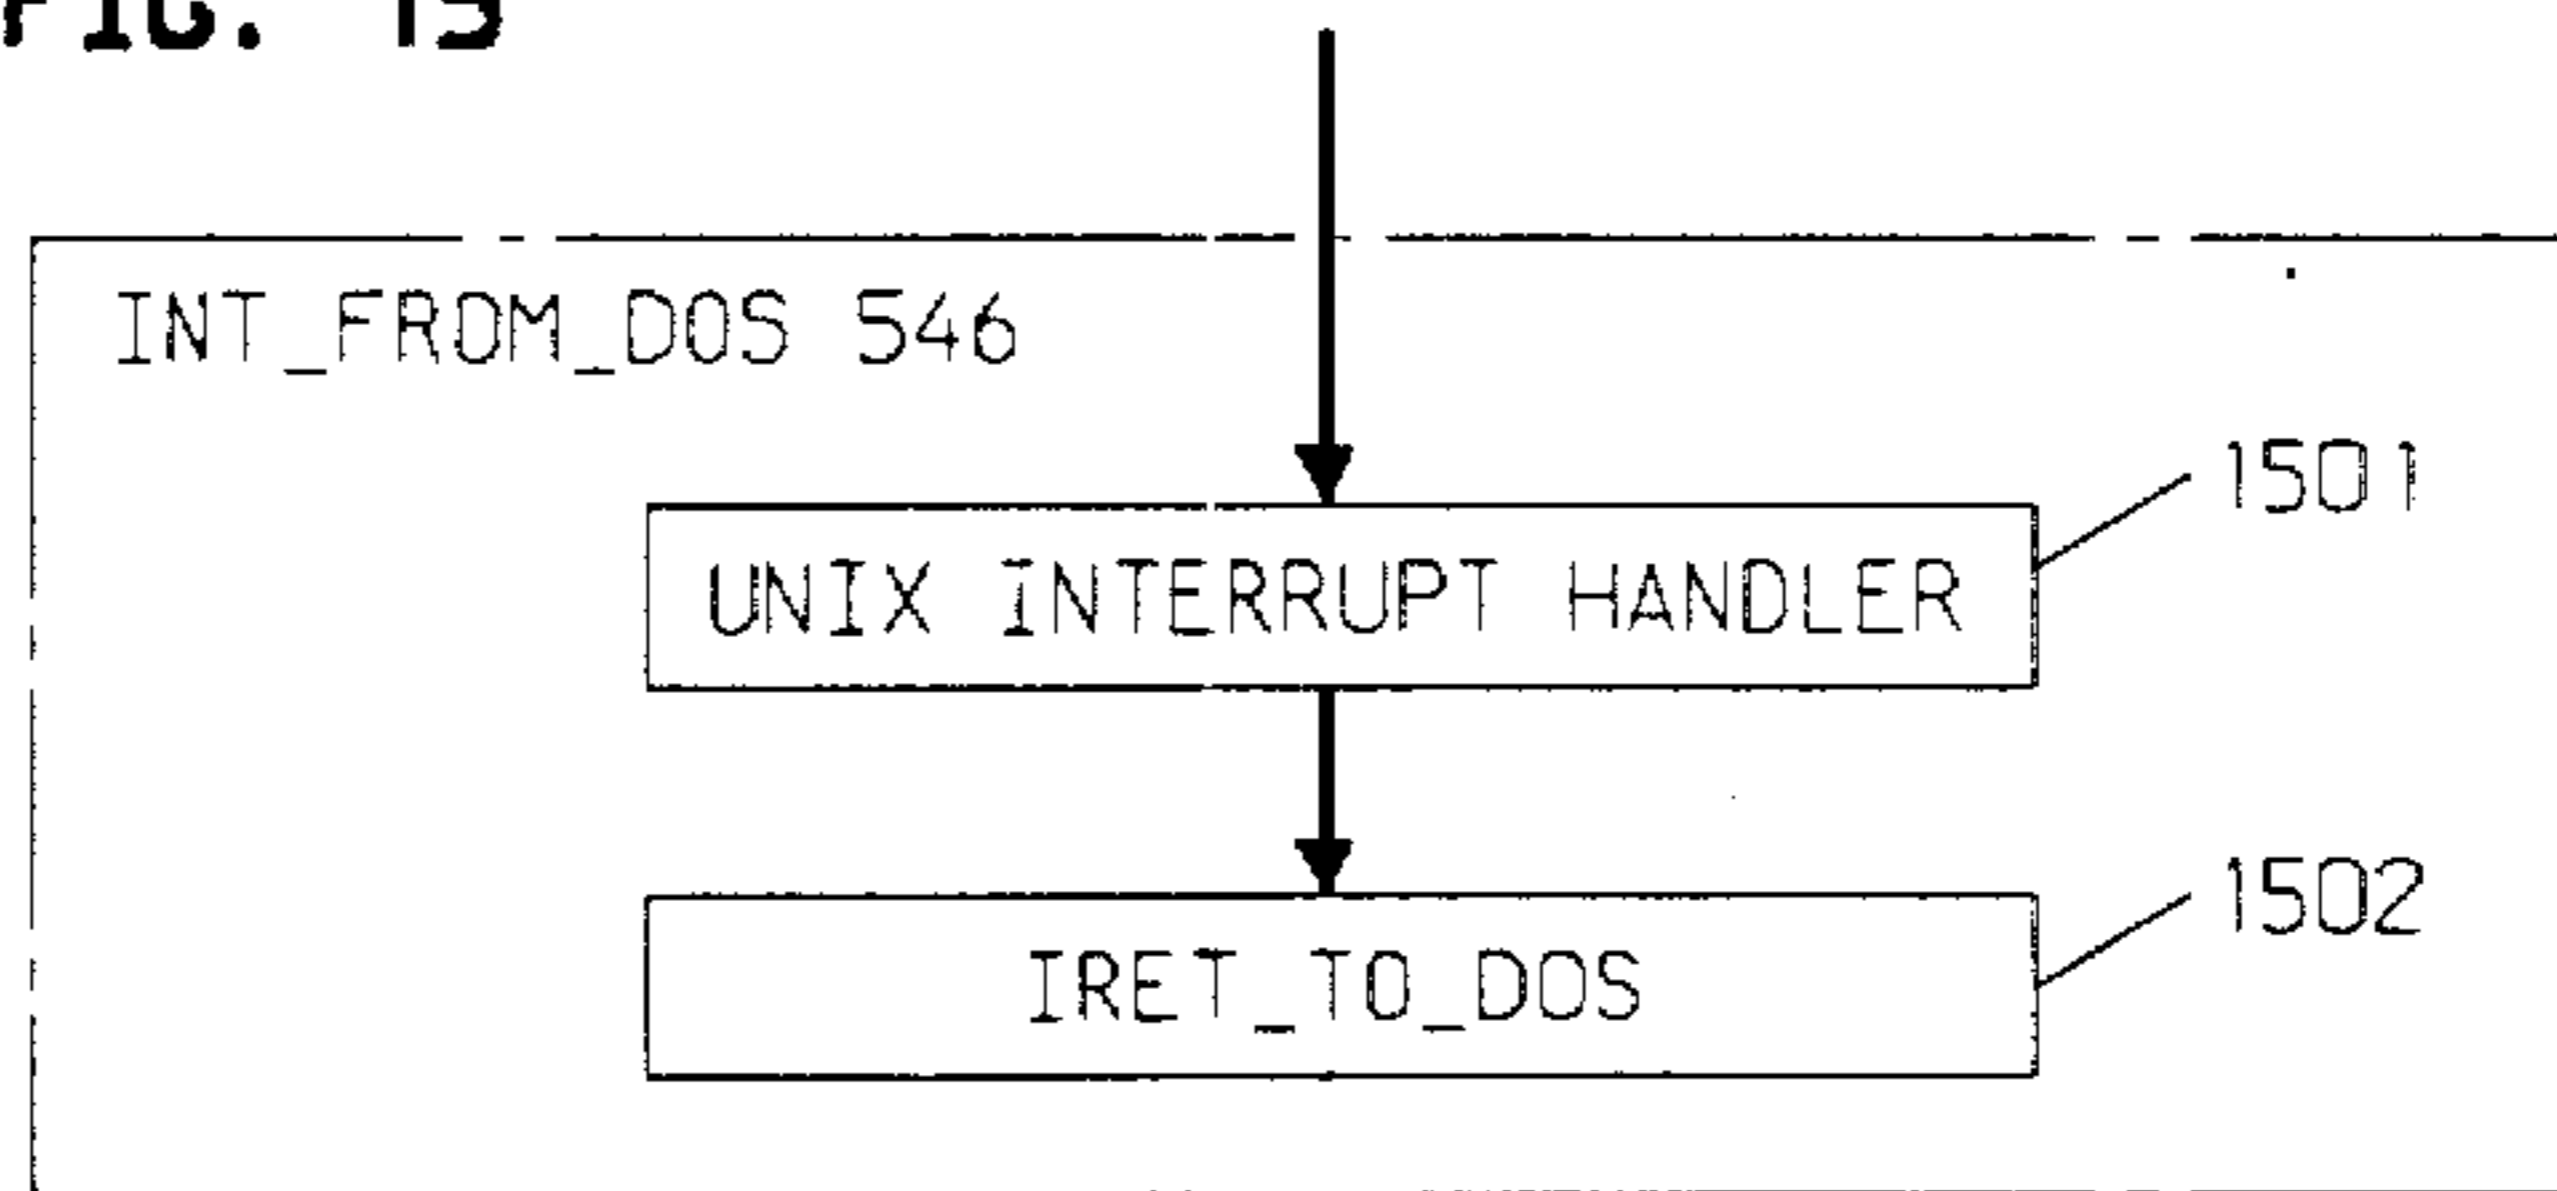 FIG. 15
INT_FROM_DOS 546
1501
UNIX INTERRUPT HANDLER
1502
IRET_TO_DOS